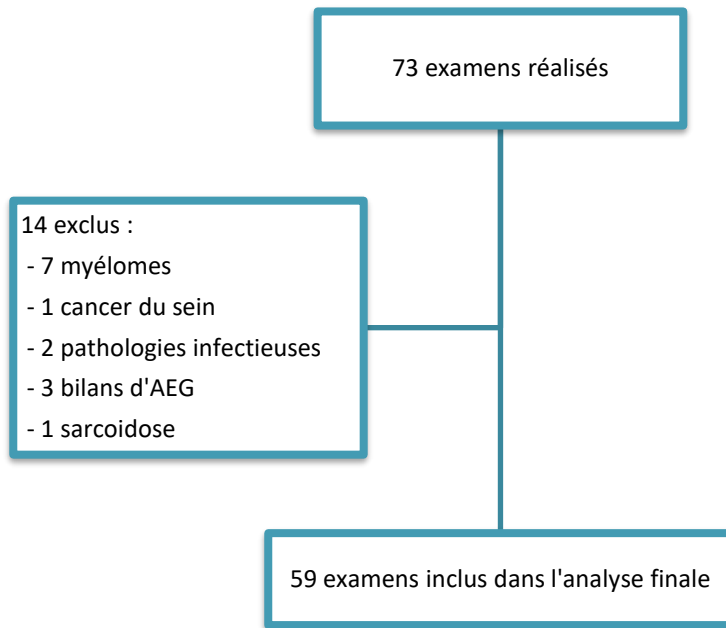 73 examens réalisés
14 exclus :
- 7 myélomes
- 1 cancer du sein
- 2 pathologies infectieuses
- 3 bilans d'AEG
- 1 sarcoidose
59 examens inclus dans l'analyse finale